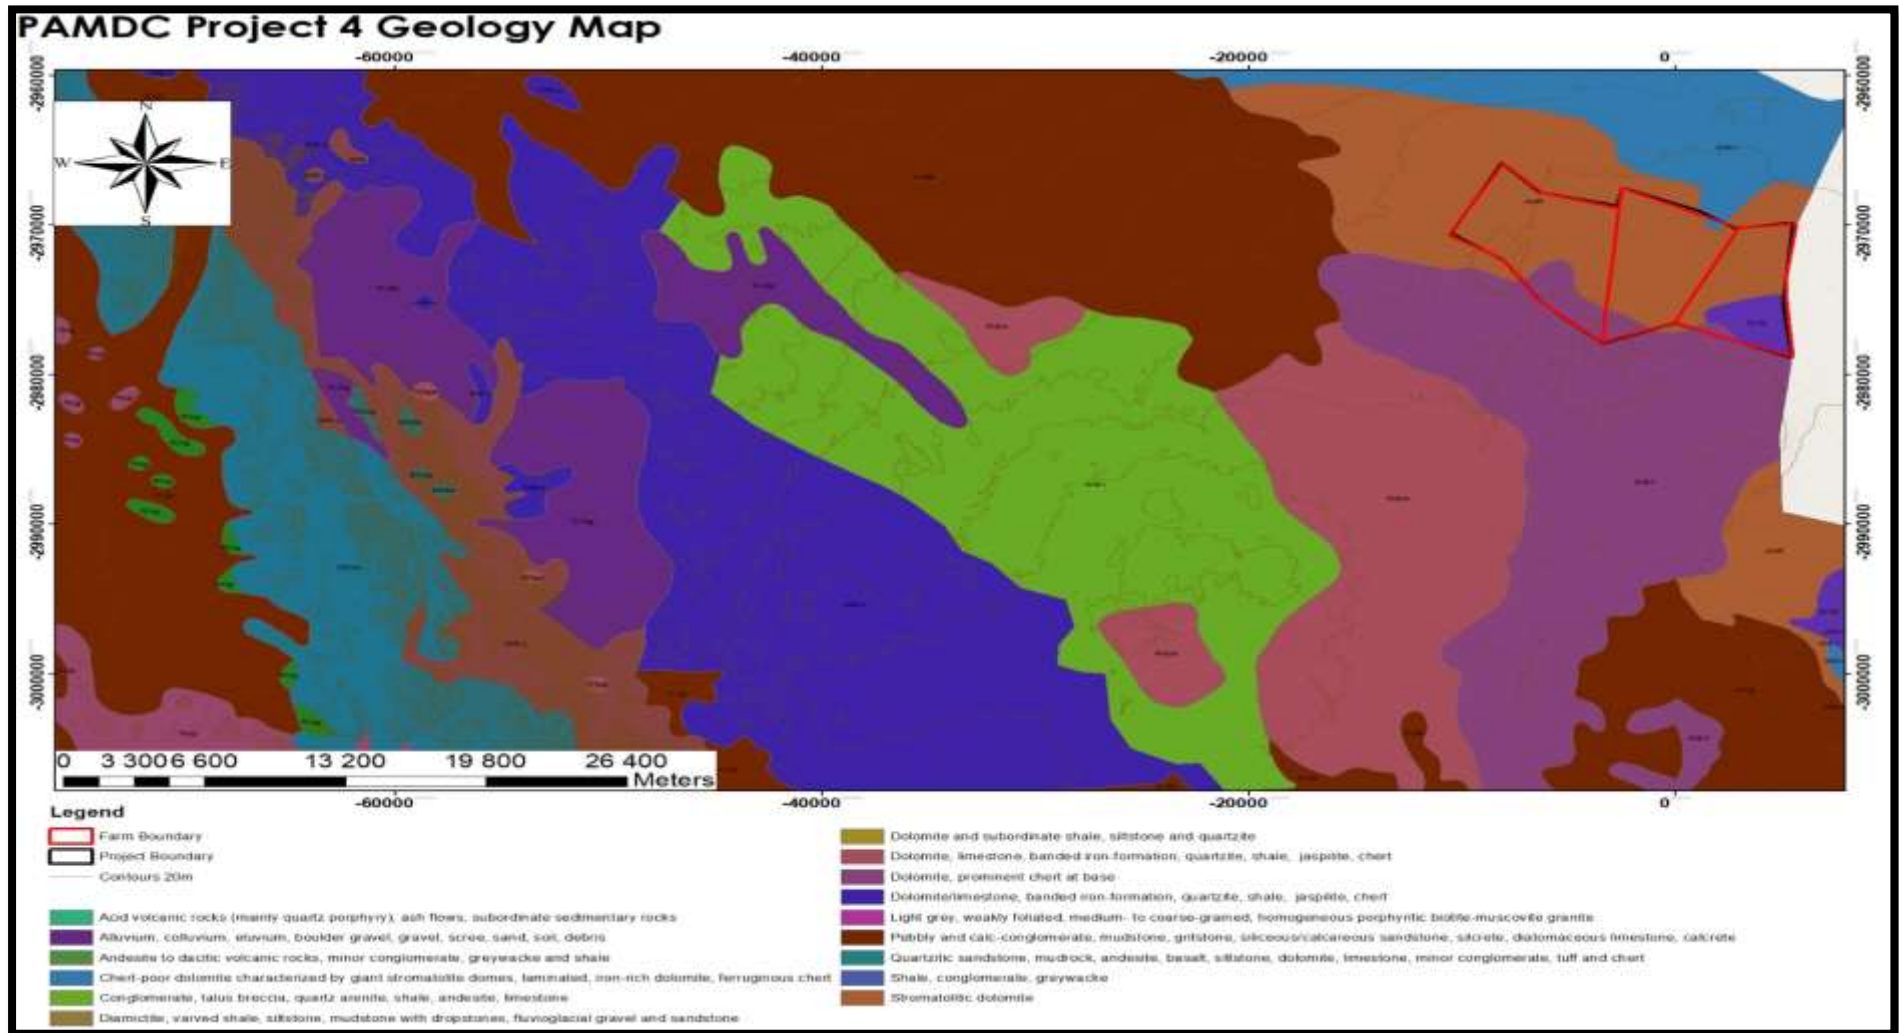 PAMDC Project 4 Geology Map
-60000 -40000 -20000 0
-2960000 -2960000
N
W E
S
-2970000 -2970000
-2980000 -2980000
-2990000 -2990000
-3000000 -3000000
0 3 300 6 600 13 200 19 800 26 400
Meters
-60000 -40000 -20000 0
Legend
Farm Boundary
Project Boundary
Contours 20m
Acid volcanic rocks (mainly quartz porphyry), ash flows, subordinate sedimentary rocks
Alluvium, colluvium, eluvium, boulder gravel, gravel, scree, sand, soil, debris
Andesite to dacitic volcanic rocks, minor conglomerate, greywacke and shale
Chert-poor dolomite characterized by giant stromatolite domes, laminated, iron-rich dolomite, ferruginous chert
Conglomerate, talus breccia, quartz arenite, shale, andesite, limestone
Diamictite, varved shale, siltstone, mudstone with dropstones, fluvioglacial gravel and sandstone
Dolomite and subordinate shale, siltstone and quartzite
Dolomite, limestone, banded iron-formation, quartzite, shale, jaspilite, chert
Dolomite, prominent chert at base
Dolomite/limestone, banded iron-formation, quartzite, shale, jaspilite, chert
Light grey, weakly foliated, medium- to coarse-grained, homogeneous porphyritic biotite-muscovite granite
Pebbly and calc-conglomerate, mudstone, gritstone, siliceous/calcareous sandstone, silcrete, diatomaceous limestone, calcrete
Quartzitic sandstone, mudrock, andesite, basalt, siltstone, dolomite, limestone, minor conglomerate, tuff and chert
Shale, conglomerate, greywacke
Stromatolitic dolomite